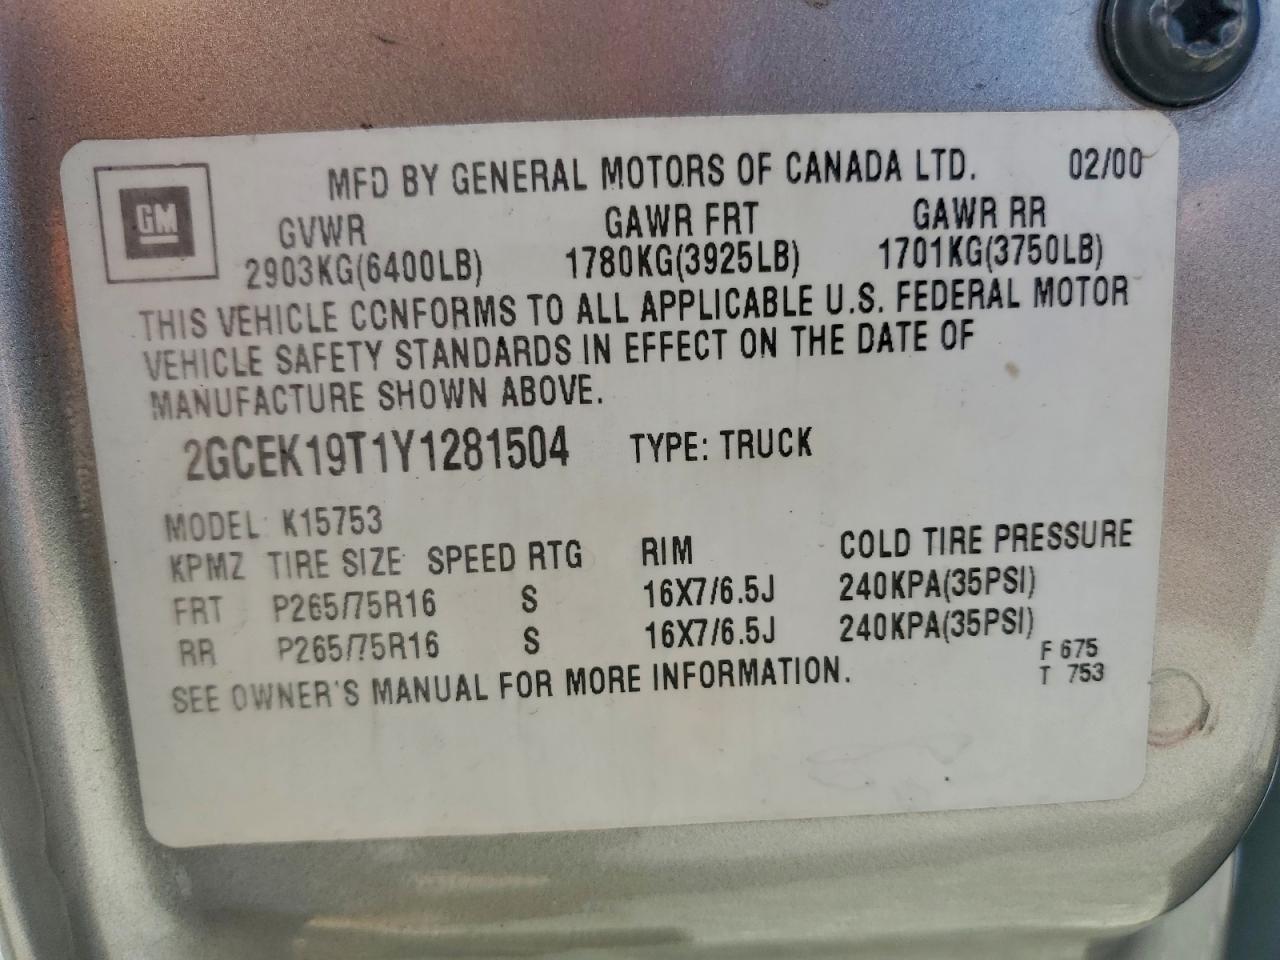 GM
MFD BY GENERAL MOTORS OF CANADA LTD. 02/00
GVWR GAWR FRT GAWR RR
2903KG(6400LB) 1780KG(3925LB) 1701KG(3750LB)
THIS VEHICLE CONFORMS TO ALL APPLICABLE U.S. FEDERAL MOTOR
VEHICLE SAFETY STANDARDS IN EFFECT ON THE DATE OF
MANUFACTURE SHOWN ABOVE.
2GCEK19T1Y1281504 TYPE: TRUCK
MODEL: K15753
KPMZ TIRE SIZE SPEED RTG RIM COLD TIRE PRESSURE
FRT P265/75R16 S 16X7/6.5J 240KPA(35PSI)
RR P265/75R16 S 16X7/6.5J 240KPA(35PSI)
SEE OWNER'S MANUAL FOR MORE INFORMATION.
F 675
T 753